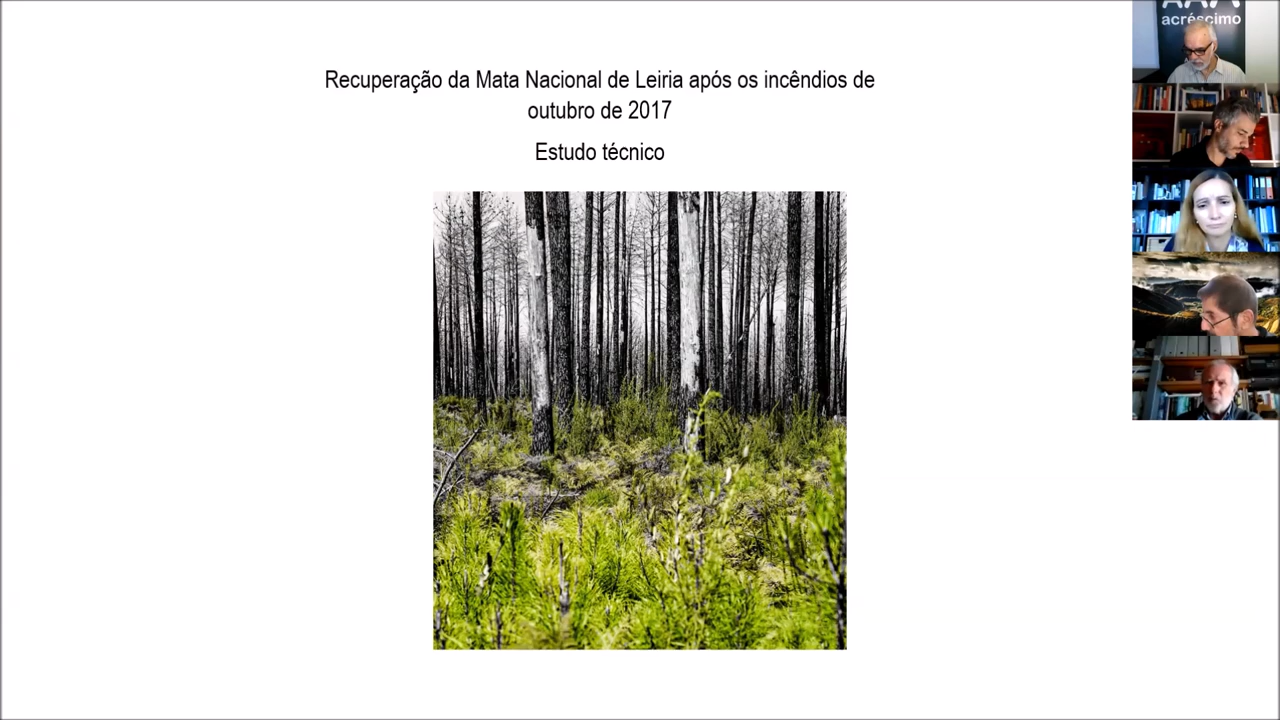 Recuperação da Mata Nacional de Leiria após os incêndios de
outubro de 2017
Estudo técnico
acréscimo